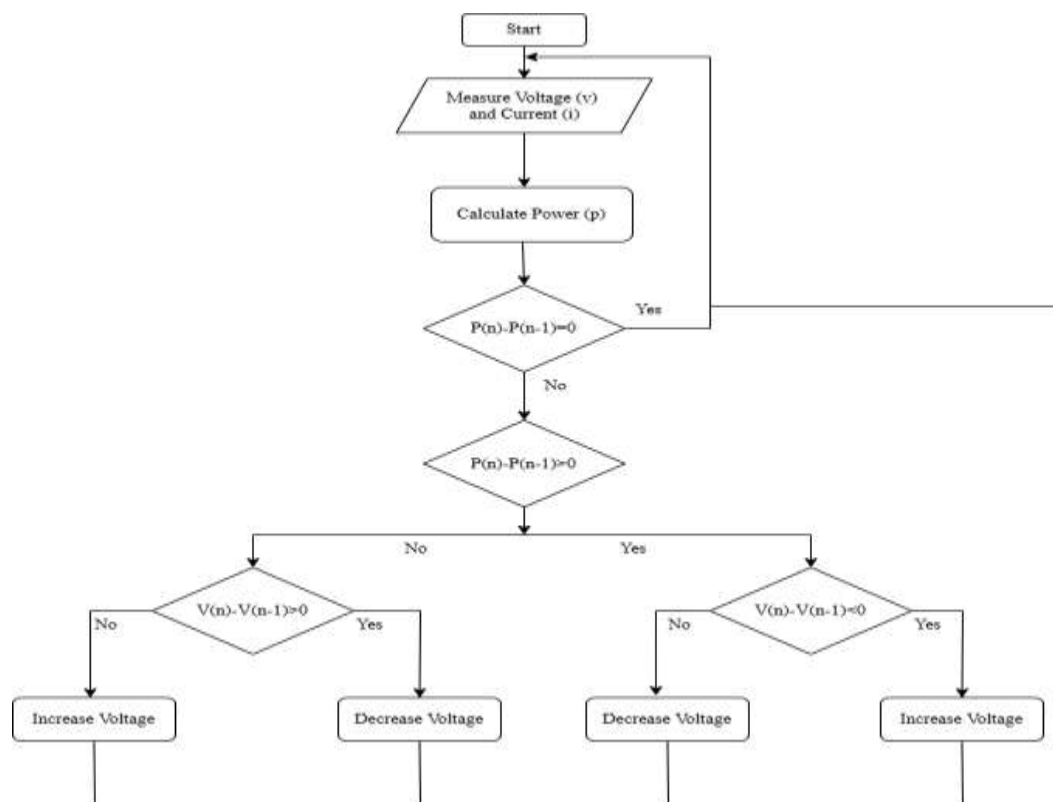 Start
Measure Voltage (v)
and Current (i)
Calculate Power (p)
P(n)-P(n-1)=0
Yes
No
P(n)-P(n-1)>0
No
Yes
V(n)-V(n-1)>0
No
Yes
V(n)-V(n-1)<0
No
Yes
Increase Voltage
Decrease Voltage
Decrease Voltage
Increase Voltage